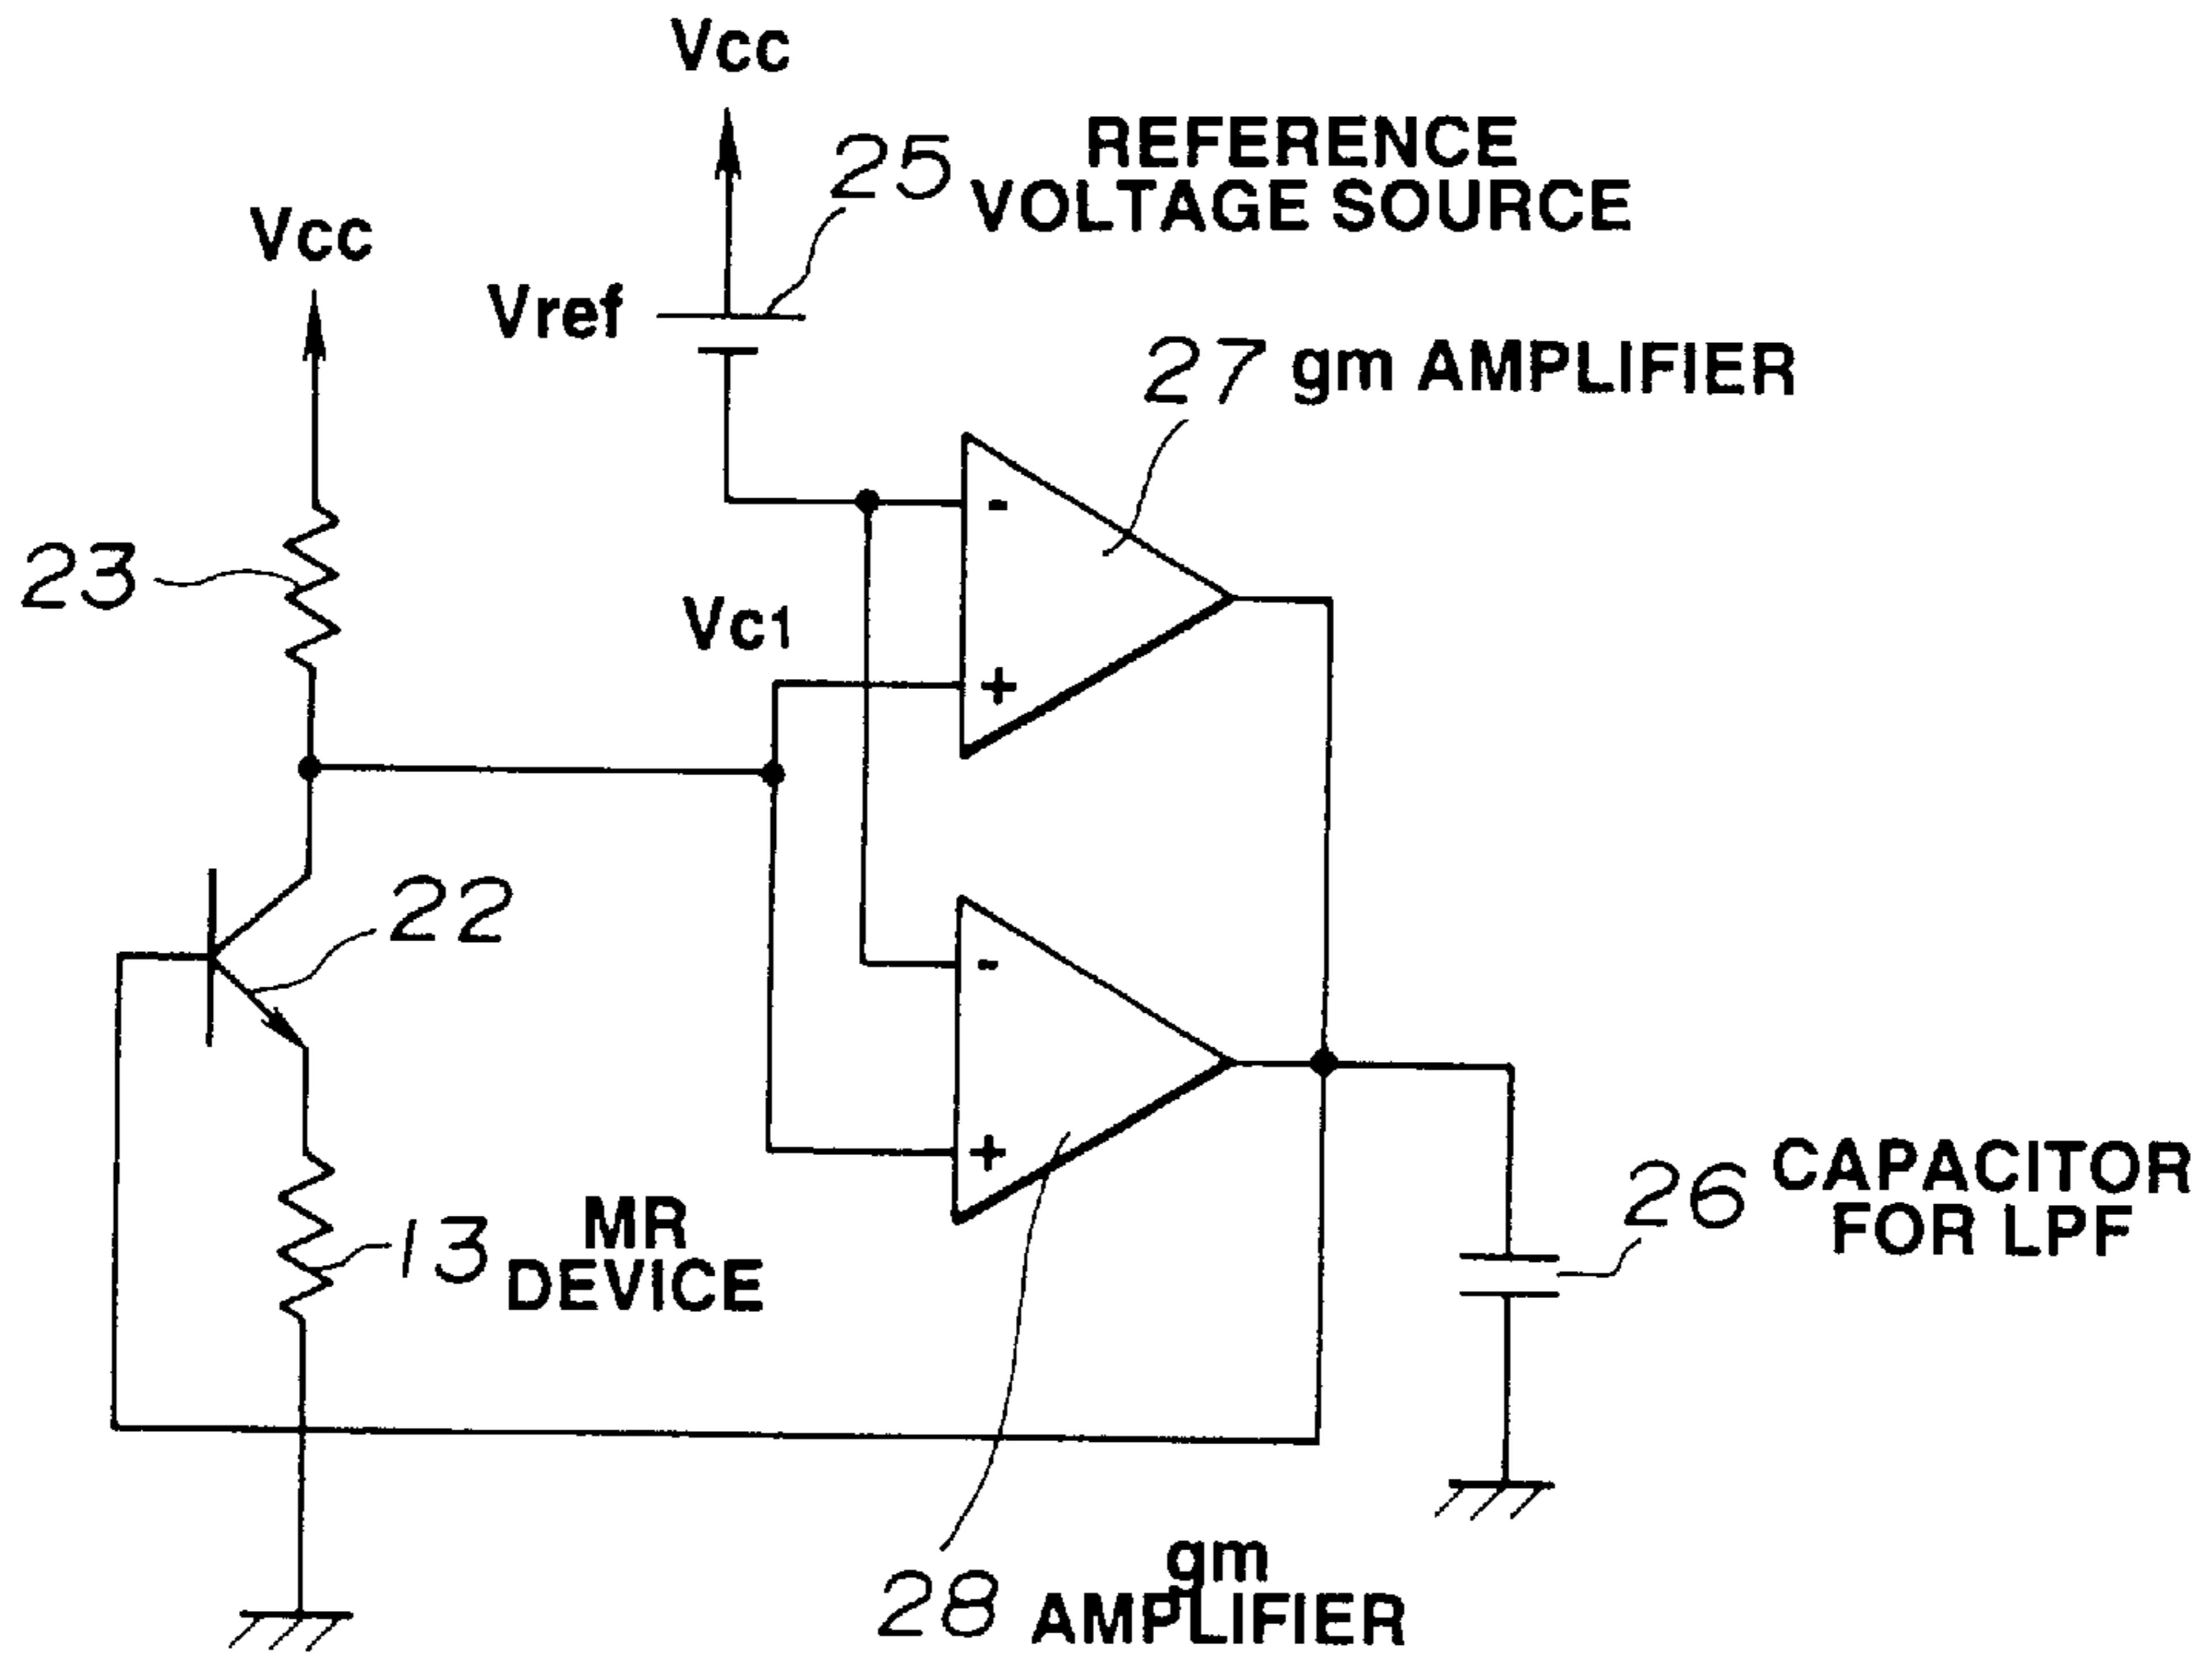 Vcc
25 REFERENCE
VOLTAGE SOURCE
Vcc
Vref
27 gm AMPLIFIER
-
23
Vc1
+
22
-
+
13 MR
DEVICE
26 CAPACITOR
FOR LPF
28 gm
AMPLIFIER